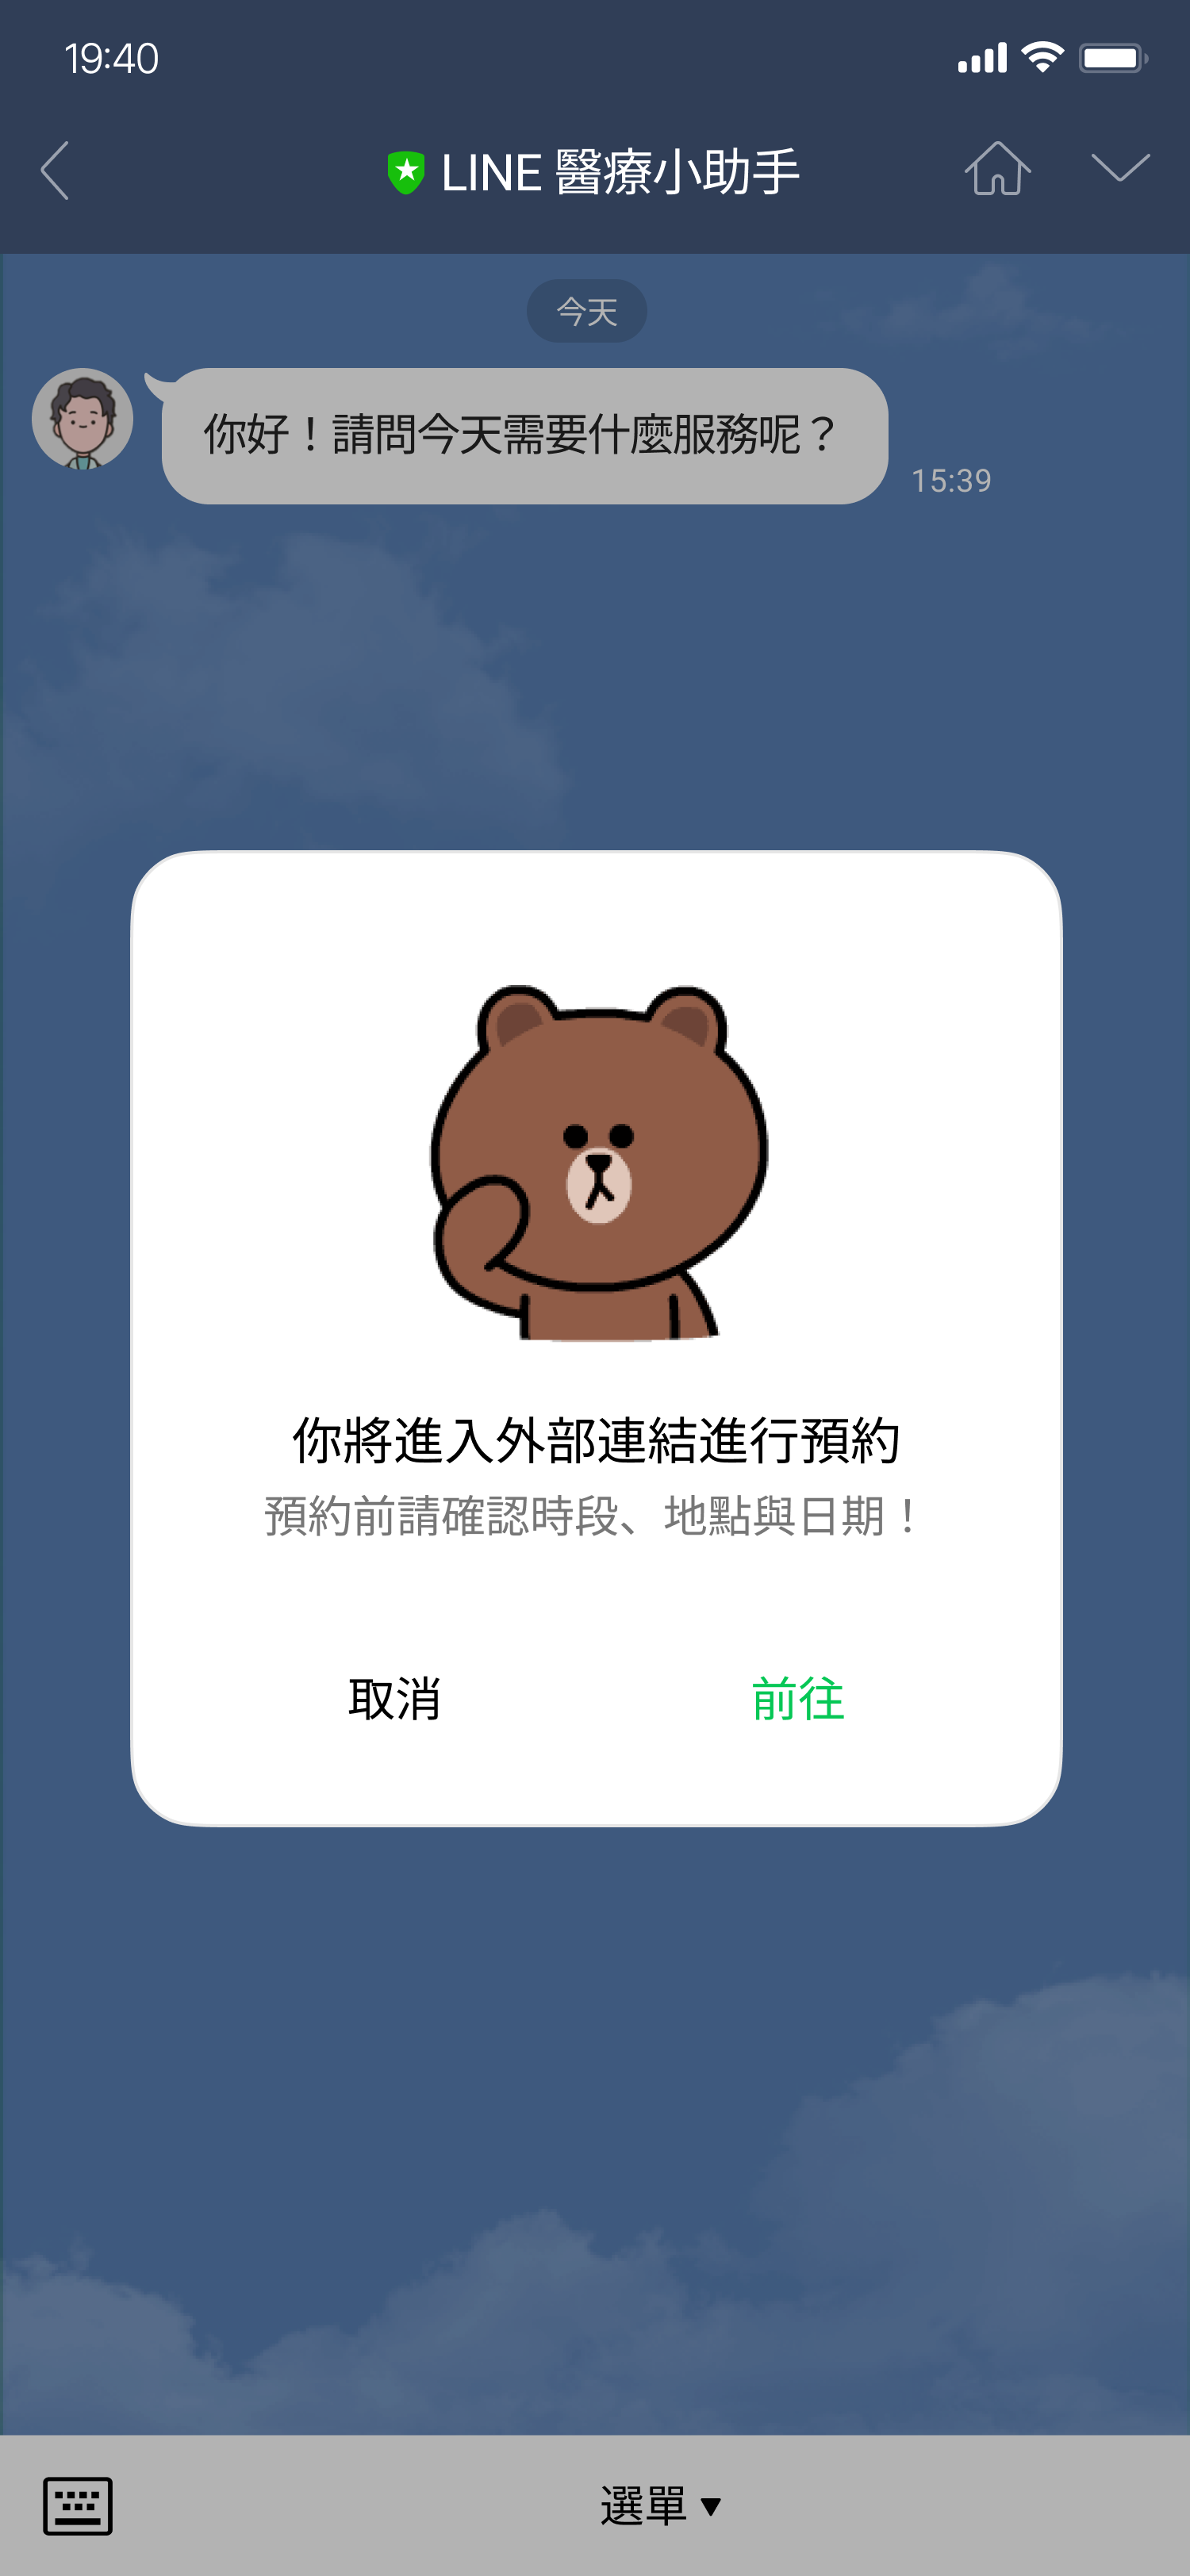 19:40
LINE 醫療小助手
今天
你好！請問今天需要什麼服務呢？
15:39
你將進入外部連結進行預約
預約前請確認時段、地點與日期！
取消
前往
選單